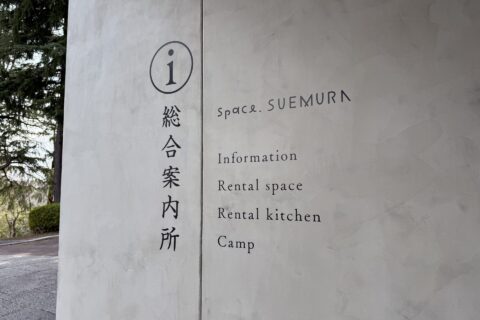 i
総合案内所
space. SUEMURA
Information
Rental space
Rental kitchen
Camp